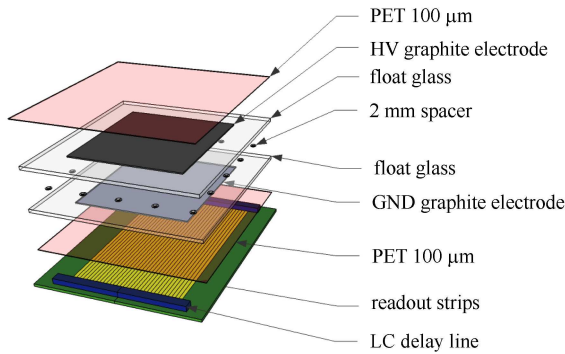 PET 100 μm
HV graphite electrode
float glass
2 mm spacer
float glass
GND graphite electrode
PET 100 μm
readout strips
LC delay line